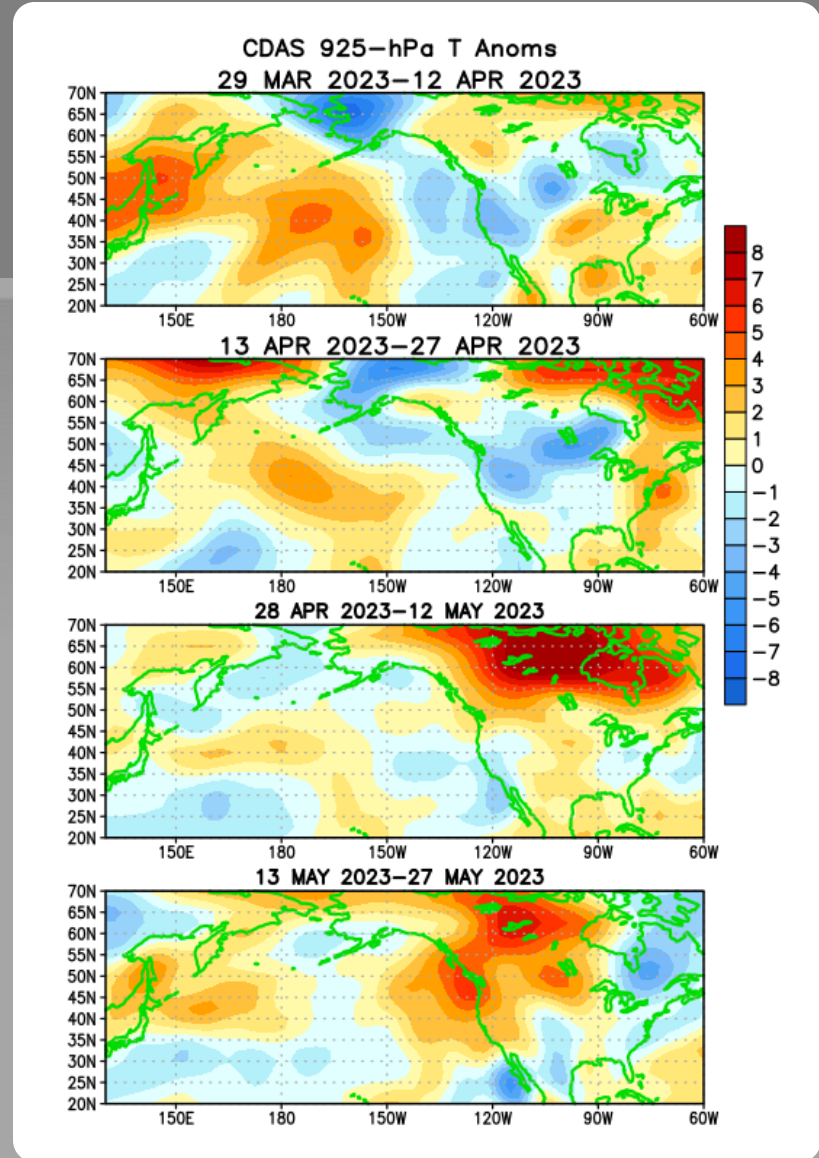 CDAS 925-hPa T Anoms
29 MAR 2023-12 APR 2023
70N
65N
60N
55N
50N
45N
40N
35N
30N
25N
20N
150E 180 150W 120W 90W 60W
13 APR 2023-27 APR 2023
70N
65N
60N
55N
50N
45N
40N
35N
30N
25N
20N
150E 180 150W 120W 90W 60W
28 APR 2023-12 MAY 2023
70N
65N
60N
55N
50N
45N
40N
35N
30N
25N
20N
150E 180 150W 120W 90W 60W
13 MAY 2023-27 MAY 2023
70N
65N
60N
55N
50N
45N
40N
35N
30N
25N
20N
150E 180 150W 120W 90W 60W
8
7
6
5
4
3
2
1
0
-1
-2
-3
-4
-5
-6
-7
-8